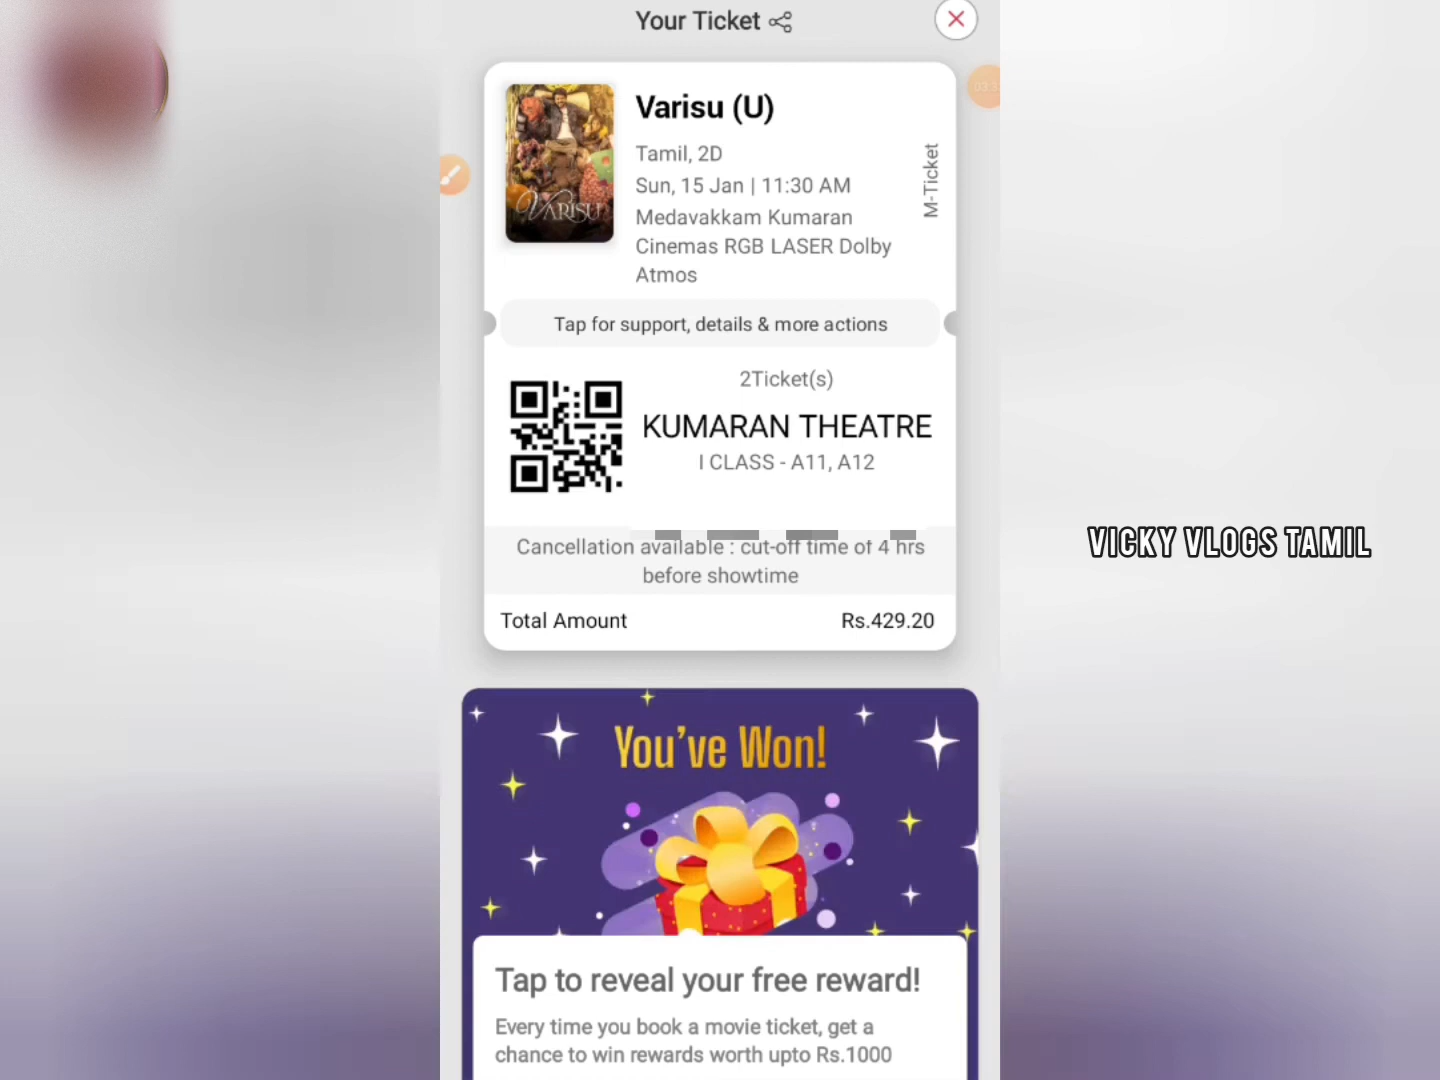 Your Ticket
Varisu (U)
Tamil, 2D
Sun, 15 Jan | 11:30 AM
Medavakkam Kumaran
Cinemas RGB LASER Dolby
Atmos
M-Ticket
VARISU
Tap for support, details & more actions
2Ticket(s)
KUMARAN THEATRE
I CLASS - A11, A12
Cancellation available : cut-off time of 4 hrs
before showtime
Total Amount Rs.429.20
VICKY VLOGS TAMIL
You've Won!
Tap to reveal your free reward!
Every time you book a movie ticket, get a
chance to win rewards worth upto Rs.1000